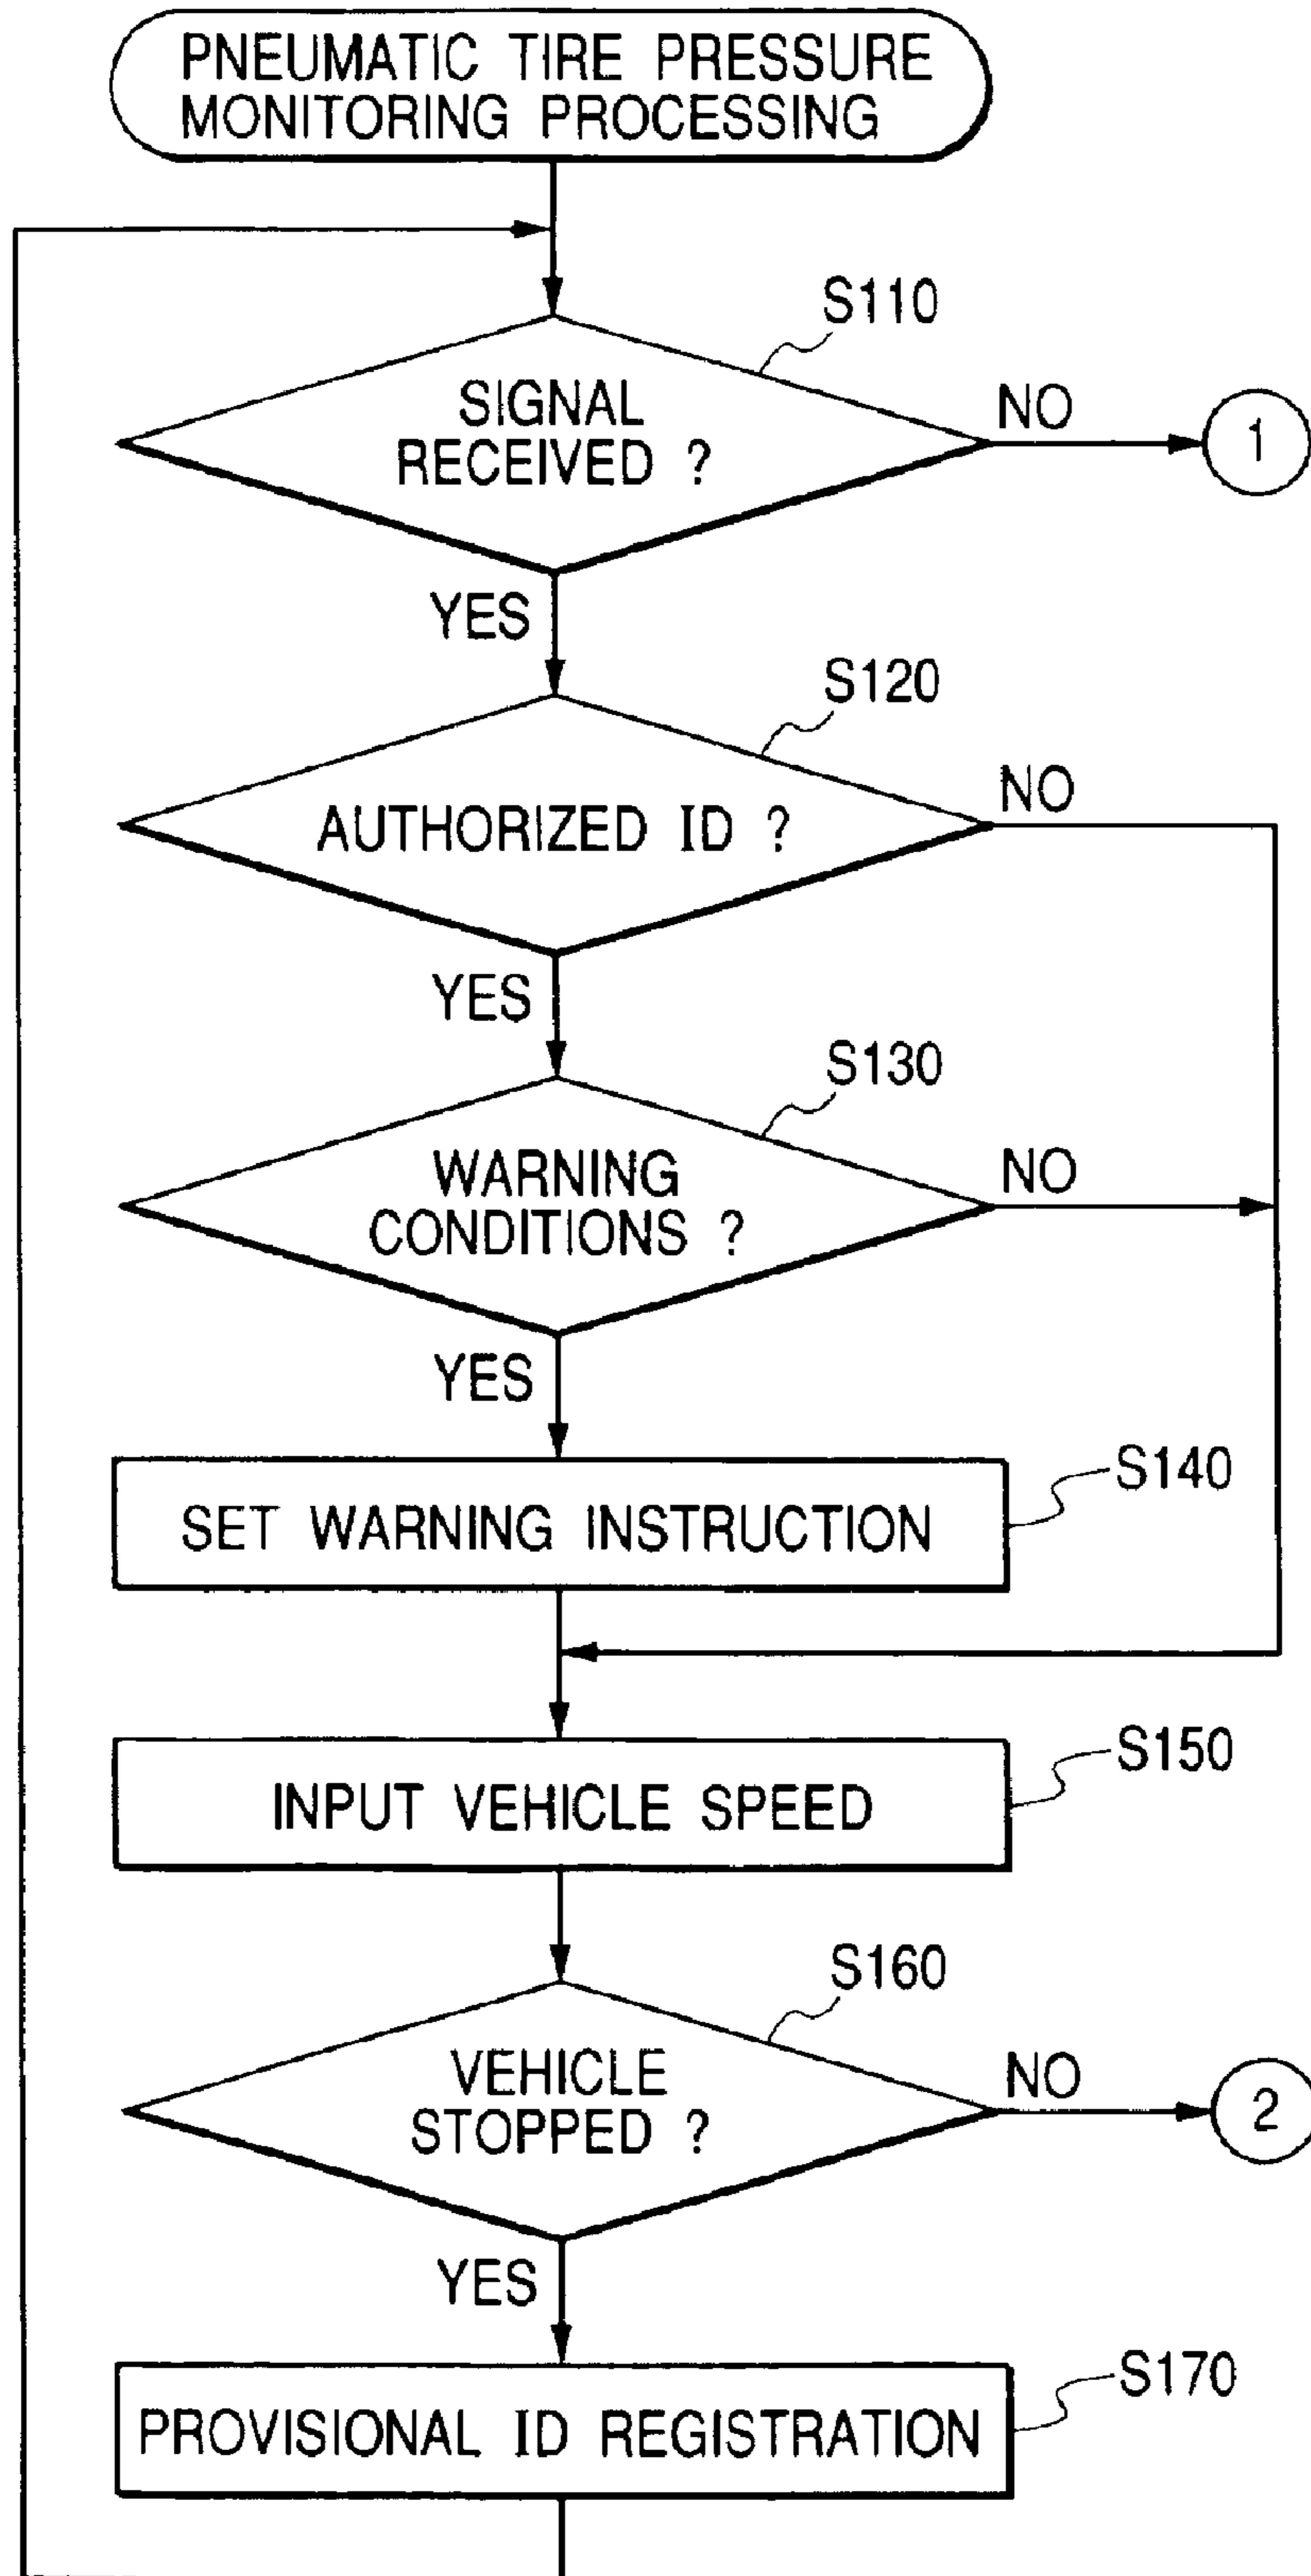 PNEUMATIC TIRE PRESSURE
MONITORING PROCESSING
S110
SIGNAL
RECEIVED ?
NO
1
YES
S120
AUTHORIZED ID ?
NO
YES
S130
WARNING
CONDITIONS ?
NO
YES
S140
SET WARNING INSTRUCTION
S150
INPUT VEHICLE SPEED
S160
VEHICLE
STOPPED ?
NO
2
YES
S170
PROVISIONAL ID REGISTRATION